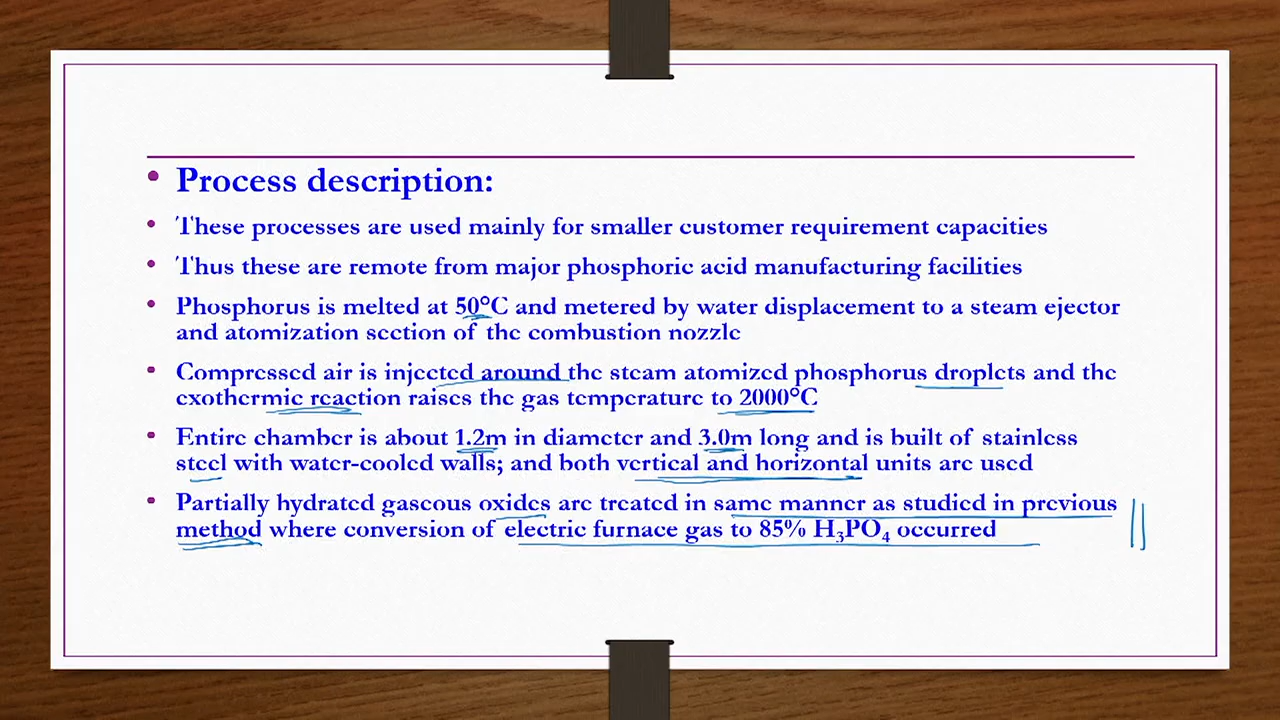 • Process description:
• These processes are used mainly for smaller customer requirement capacities
• Thus these are remote from major phosphoric acid manufacturing facilities
• Phosphorus is melted at 50°C and metered by water displacement to a steam ejector
and atomization section of the combustion nozzle
• Compressed air is injected around the steam atomized phosphorus droplets and the
exothermic reaction raises the gas temperature to 2000°C
• Entire chamber is about 1.2m in diameter and 3.0m long and is built of stainless
steel with water-cooled walls; and both vertical and horizontal units are used
• Partially hydrated gaseous oxides are treated in same manner as studied in previous
method where conversion of electric furnace gas to 85% H₃PO₄ occurred